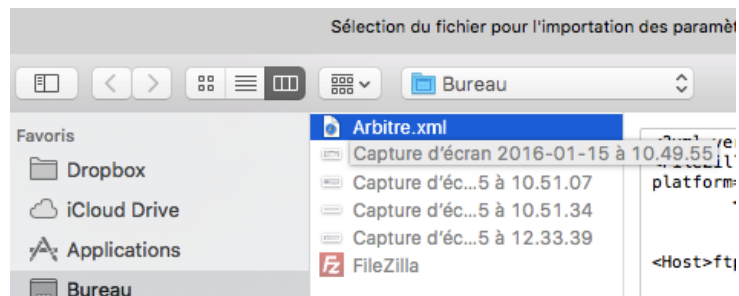 Sélection du fichier pour l'importation des paramèt
Bureau
Favoris
Dropbox
iCloud Drive
Applications
Bureau
Arbitre.xml
Capture d'écran 2016-01-15 à 10.49.55
Capture d'éc...5 à 10.51.07
Capture d'éc...5 à 10.51.34
Capture d'éc...5 à 12.33.39
FileZilla
platform=
<
<Host>ftp